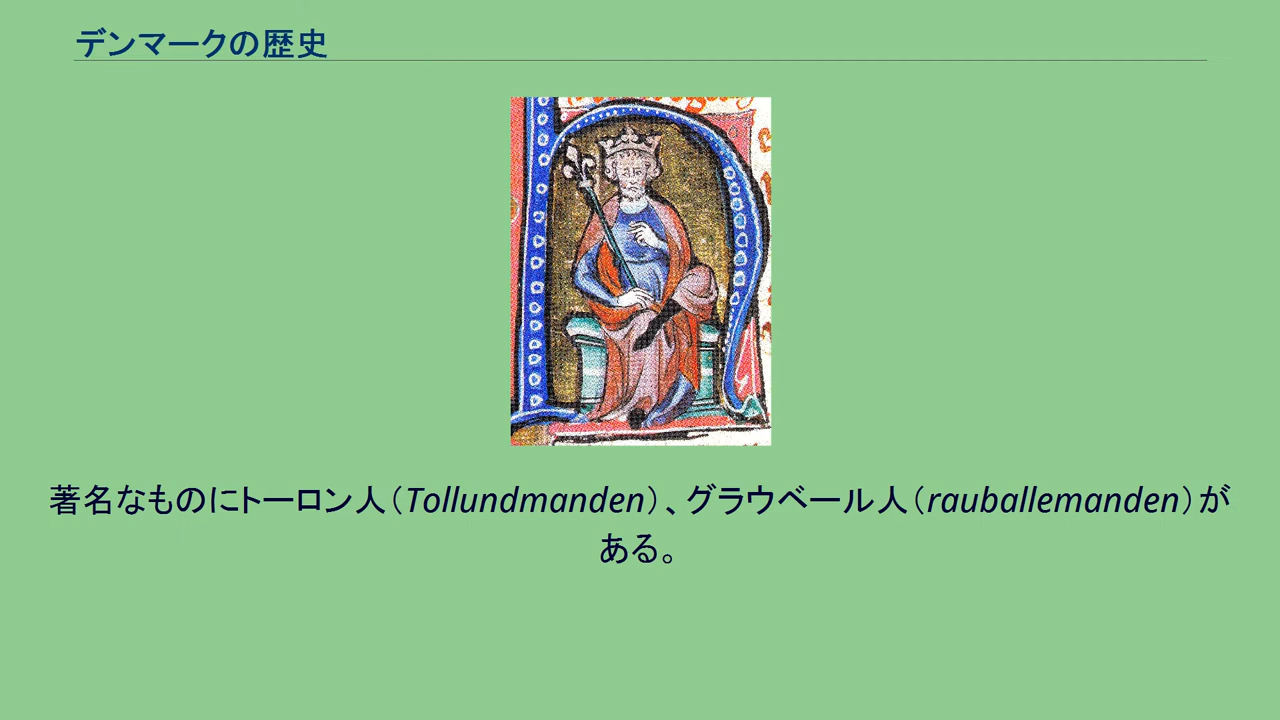 デンマークの歴史
著名なものにトーロン人（Tollundmanden）、グラウベール人（rauballemanden）が
ある。